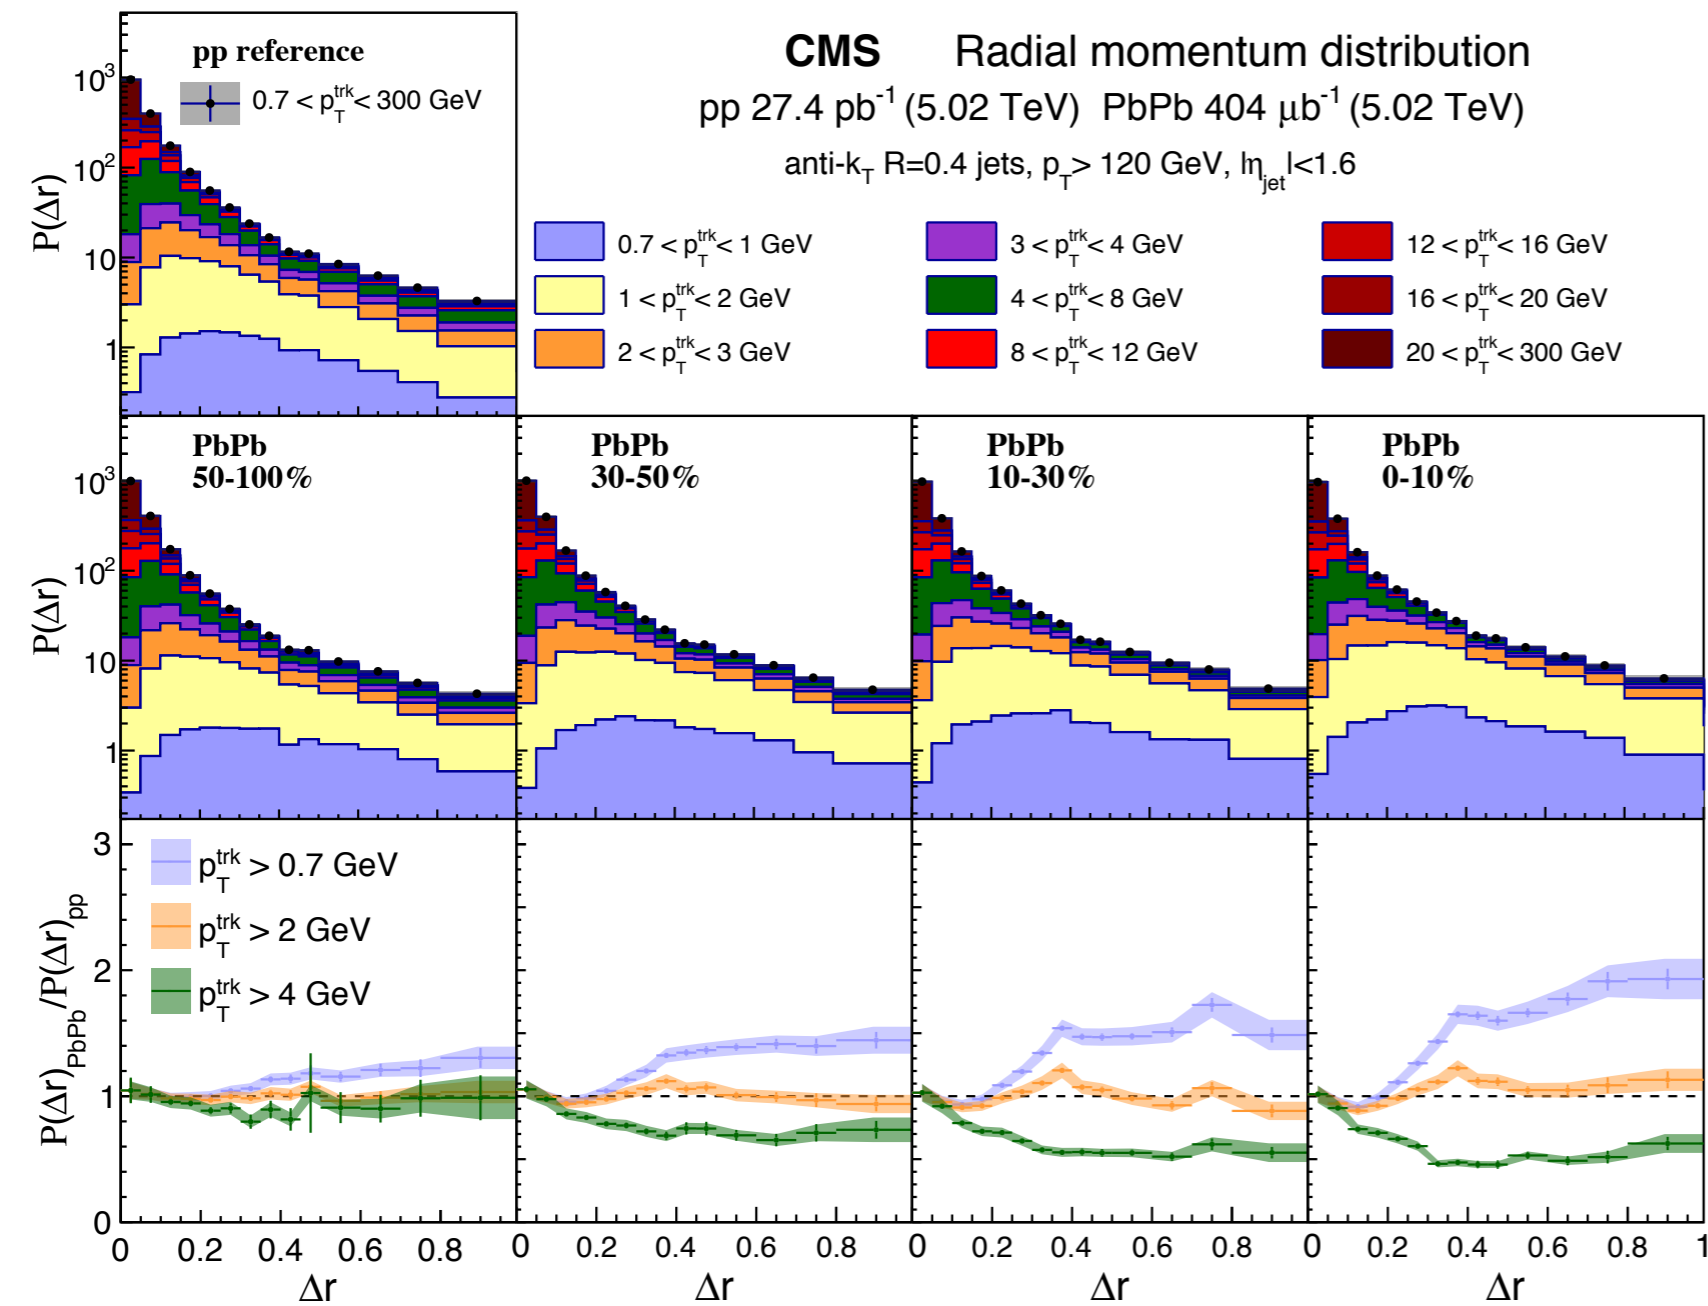 pp reference
0.7 < p_T^trk < 300 GeV
CMS Radial momentum distribution
pp 27.4 pb⁻¹ (5.02 TeV) PbPb 404 μb⁻¹ (5.02 TeV)
anti-k_T R=0.4 jets, p_T > 120 GeV, |η_jet|<1.6
0.7 < p_T^trk < 1 GeV
3 < p_T^trk < 4 GeV
12 < p_T^trk < 16 GeV
1 < p_T^trk < 2 GeV
4 < p_T^trk < 8 GeV
16 < p_T^trk < 20 GeV
2 < p_T^trk < 3 GeV
8 < p_T^trk < 12 GeV
20 < p_T^trk < 300 GeV
P(Δr)
10³
10²
10
1
PbPb
50-100%
PbPb
30-50%
PbPb
10-30%
PbPb
0-10%
P(Δr)
10³
10²
10
1
p_T^trk > 0.7 GeV
p_T^trk > 2 GeV
p_T^trk > 4 GeV
P(Δr)_PbPb/P(Δr)_pp
3
2
1
0
0 0.2 0.4 0.6 0.8 0 0.2 0.4 0.6 0.8 0 0.2 0.4 0.6 0.8 0 0.2 0.4 0.6 0.8 1
Δr Δr Δr Δr